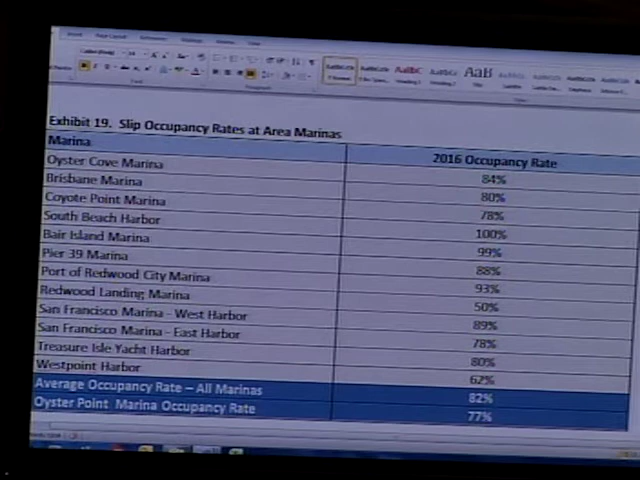 Exhibit 19. Slip Occupancy Rates at Area Marinas
Marina 2016 Occupancy Rate
Oyster Cove Marina 84%
Brisbane Marina 80%
Coyote Point Marina 78%
South Beach Harbor 100%
Bair Island Marina 99%
Pier 39 Marina 88%
Port of Redwood City Marina 93%
Redwood Landing Marina 50%
San Francisco Marina - West Harbor 89%
San Francisco Marina - East Harbor 78%
Treasure Isle Yacht Harbor 80%
Westpoint Harbor 62%
Average Occupancy Rate – All Marinas 82%
Oyster Point Marina Occupancy Rate 77%